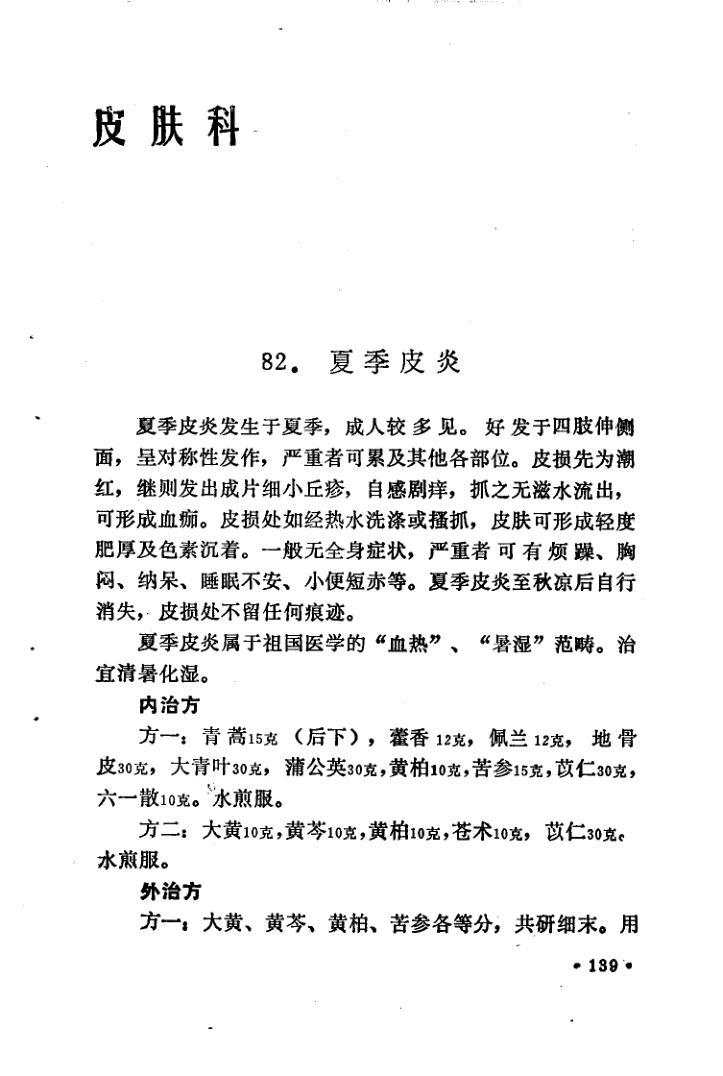 皮肤科
82. 夏季皮炎
夏季皮炎发生于夏季，成人较多见。好发于四肢伸侧
面，呈对称性发作，严重者可累及其他各部位。皮损先为潮
红，继则发出成片细小丘疹，自感剧痒，抓之无滋水流出，
可形成血痂。皮损处如经热水洗涤或搔抓，皮肤可形成轻度
肥厚及色素沉着。一般无全身症状，严重者可有烦躁、胸
闷、纳呆、睡眠不安、小便短赤等。夏季皮炎至秋凉后自行
消失，皮损处不留任何痕迹。
夏季皮炎属于祖国医学的“血热”、“暑湿”范畴。治
宜清暑化湿。
内治方
方一：青蒿15克（后下），藿香12克，佩兰12克，地骨
皮30克，大青叶30克，蒲公英30克，黄柏10克，苦参15克，苡仁30克，
六一散10克。水煎服。
方二：大黄10克，黄芩10克，黄柏10克，苍术10克，苡仁30克。
水煎服。
外治方
方一：大黄、黄芩、黄柏、苦参各等分，共研细末。用
• 139 •